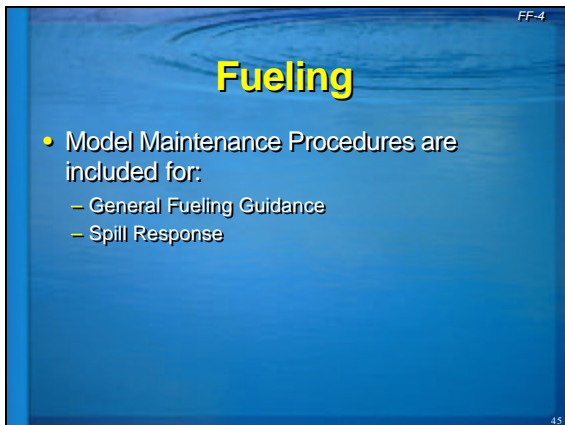 FF-4
Fueling
• Model Maintenance Procedures are
included for:
– General Fueling Guidance
– Spill Response
45